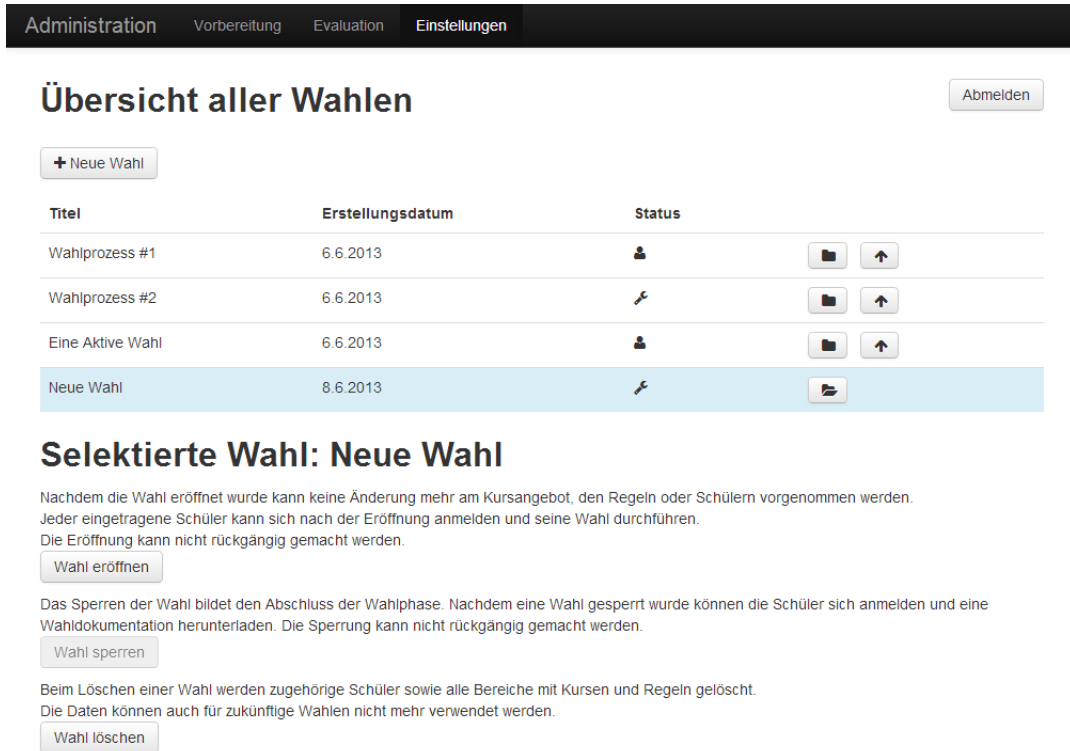 Administration Vorbereitung Evaluation Einstellungen
Übersicht aller Wahlen
Abmelden
Neue Wahl
Titel Erstellungsdatum Status
Wahlprozess #1 6.6.2013
Wahlprozess #2 6.6.2013
Eine Aktive Wahl 6.6.2013
Neue Wahl 8.6.2013
Selektierte Wahl: Neue Wahl
Nachdem die Wahl eröffnet wurde kann keine Änderung mehr am Kursangebot, den Regeln oder Schülern vorgenommen werden.
Jeder eingetragene Schüler kann sich nach der Eröffnung anmelden und seine Wahl durchführen.
Die Eröffnung kann nicht rückgängig gemacht werden.
Wahl eröffnen
Das Sperren der Wahl bildet den Abschluss der Wahlphase. Nachdem eine Wahl gesperrt wurde können die Schüler sich anmelden und eine
Wahldokumentation herunterladen. Die Sperrung kann nicht rückgängig gemacht werden.
Wahl sperren
Beim Löschen einer Wahl werden zugehörige Schüler sowie alle Bereiche mit Kursen und Regeln gelöscht.
Die Daten können auch für zukünftige Wahlen nicht mehr verwendet werden.
Wahl löschen